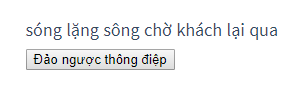 sóng lặng sông chờ khách lại qua
Đảo ngược thông điệp